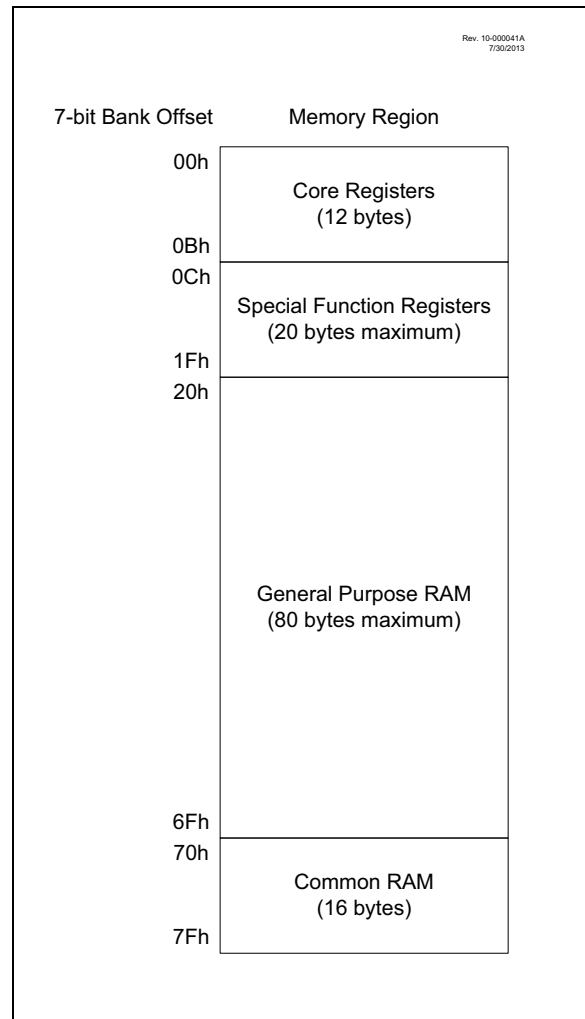 Rev. 10-000041A
7/30/2013
7-bit Bank Offset
Memory Region
00h
Core Registers
(12 bytes)
0Bh
0Ch
Special Function Registers
(20 bytes maximum)
1Fh
20h
General Purpose RAM
(80 bytes maximum)
6Fh
70h
Common RAM
(16 bytes)
7Fh